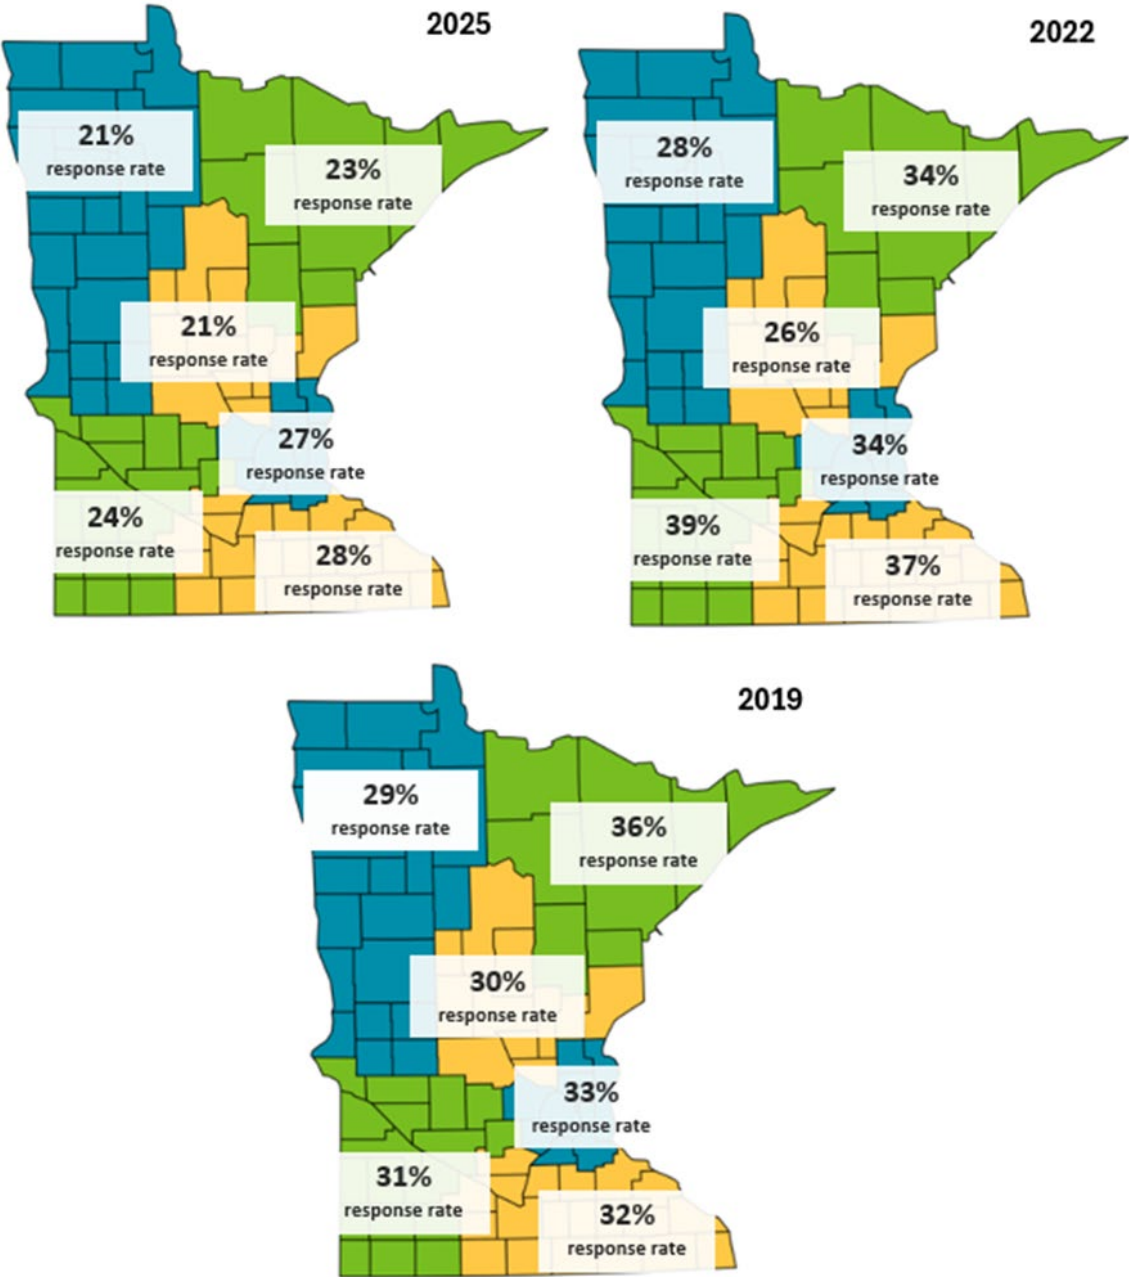 2025
21%
response rate
23%
response rate
21%
response rate
27%
response rate
24%
response rate
28%
response rate
2022
28%
response rate
34%
response rate
26%
response rate
34%
response rate
39%
response rate
37%
response rate
2019
29%
response rate
36%
response rate
30%
response rate
33%
response rate
31%
response rate
32%
response rate